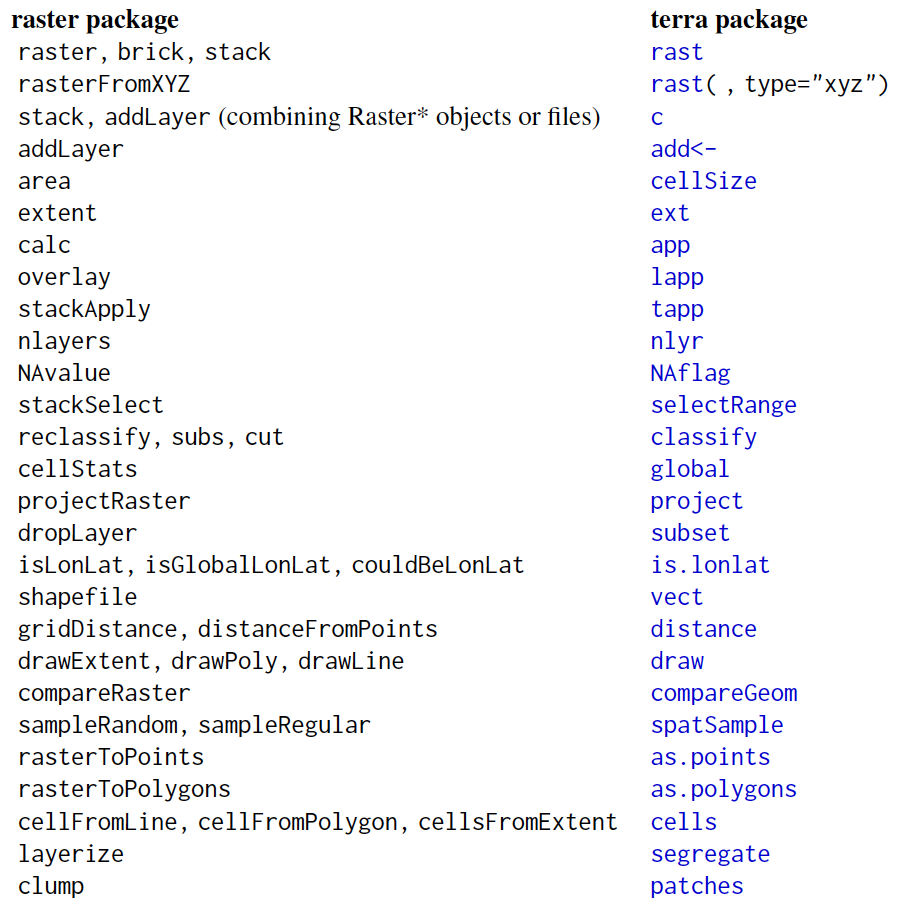 raster package terra package
raster, brick, stack rast
rasterFromXYZ rast( , type="xyz")
stack, addLayer (combining Raster* objects or files) c
addLayer add<-
area cellSize
extent ext
calc app
overlay lapp
stackApply tapp
nlayers nlyr
NAvalue NAflag
stackSelect selectRange
reclassify, subs, cut classify
cellStats global
projectRaster project
dropLayer subset
isLonLat, isGlobalLonLat, couldBeLonLat is.lonlat
shapefile vect
gridDistance, distanceFromPoints distance
drawExtent, drawPoly, drawLine draw
compareRaster compareGeom
sampleRandom, sampleRegular spatSample
rasterToPoints as.points
rasterToPolygons as.polygons
cellFromLine, cellFromPolygon, cellsFromExtent cells
layerize segregate
clump patches